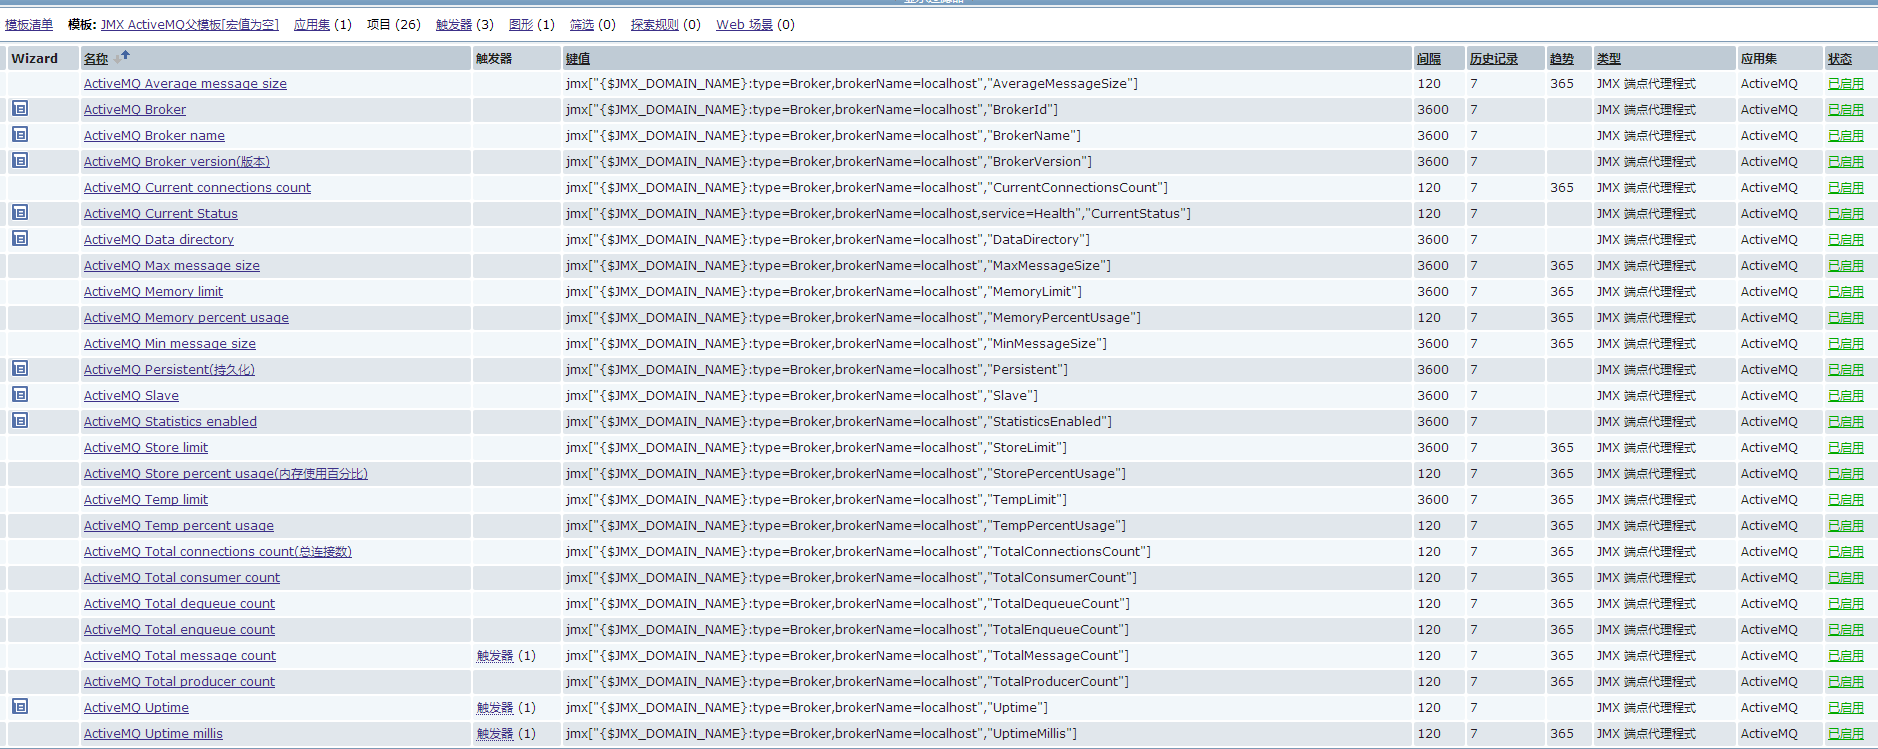 模板清单 模板: JMX ActiveMQ父模板[宏值为空] 应用集 (1) 项目 (26) 触发器 (3) 图形 (1) 筛选 (0) 探索规则 (0) Web 场景 (0)
Wizard 名称 触发器 键值 间隔 历史记录 趋势 类型 应用集 状态
ActiveMQ Average message size jmx["{$JMX_DOMAIN_NAME}:type=Broker,brokerName=localhost","AverageMessageSize"] 120 7 365 JMX 端点代理程式 ActiveMQ 已启用
ActiveMQ Broker jmx["{$JMX_DOMAIN_NAME}:type=Broker,brokerName=localhost","BrokerId"] 3600 7 JMX 端点代理程式 ActiveMQ 已启用
ActiveMQ Broker name jmx["{$JMX_DOMAIN_NAME}:type=Broker,brokerName=localhost","BrokerName"] 3600 7 JMX 端点代理程式 ActiveMQ 已启用
ActiveMQ Broker version(版本) jmx["{$JMX_DOMAIN_NAME}:type=Broker,brokerName=localhost","BrokerVersion"] 3600 7 JMX 端点代理程式 ActiveMQ 已启用
ActiveMQ Current connections count jmx["{$JMX_DOMAIN_NAME}:type=Broker,brokerName=localhost","CurrentConnectionsCount"] 120 7 365 JMX 端点代理程式 ActiveMQ 已启用
ActiveMQ Current Status jmx["{$JMX_DOMAIN_NAME}:type=Broker,brokerName=localhost,service=Health","CurrentStatus"] 120 7 JMX 端点代理程式 ActiveMQ 已启用
ActiveMQ Data directory jmx["{$JMX_DOMAIN_NAME}:type=Broker,brokerName=localhost","DataDirectory"] 3600 7 JMX 端点代理程式 ActiveMQ 已启用
ActiveMQ Max message size jmx["{$JMX_DOMAIN_NAME}:type=Broker,brokerName=localhost","MaxMessageSize"] 3600 7 365 JMX 端点代理程式 ActiveMQ 已启用
ActiveMQ Memory limit jmx["{$JMX_DOMAIN_NAME}:type=Broker,brokerName=localhost","MemoryLimit"] 3600 7 365 JMX 端点代理程式 ActiveMQ 已启用
ActiveMQ Memory percent usage jmx["{$JMX_DOMAIN_NAME}:type=Broker,brokerName=localhost","MemoryPercentUsage"] 120 7 365 JMX 端点代理程式 ActiveMQ 已启用
ActiveMQ Min message size jmx["{$JMX_DOMAIN_NAME}:type=Broker,brokerName=localhost","MinMessageSize"] 3600 7 365 JMX 端点代理程式 ActiveMQ 已启用
ActiveMQ Persistent(持久化) jmx["{$JMX_DOMAIN_NAME}:type=Broker,brokerName=localhost","Persistent"] 3600 7 JMX 端点代理程式 ActiveMQ 已启用
ActiveMQ Slave jmx["{$JMX_DOMAIN_NAME}:type=Broker,brokerName=localhost","Slave"] 3600 7 JMX 端点代理程式 ActiveMQ 已启用
ActiveMQ Statistics enabled jmx["{$JMX_DOMAIN_NAME}:type=Broker,brokerName=localhost","StatisticsEnabled"] 3600 7 JMX 端点代理程式 ActiveMQ 已启用
ActiveMQ Store limit jmx["{$JMX_DOMAIN_NAME}:type=Broker,brokerName=localhost","StoreLimit"] 3600 7 365 JMX 端点代理程式 ActiveMQ 已启用
ActiveMQ Store percent usage(内存使用百分比) jmx["{$JMX_DOMAIN_NAME}:type=Broker,brokerName=localhost","StorePercentUsage"] 120 7 365 JMX 端点代理程式 ActiveMQ 已启用
ActiveMQ Temp limit jmx["{$JMX_DOMAIN_NAME}:type=Broker,brokerName=localhost","TempLimit"] 3600 7 365 JMX 端点代理程式 ActiveMQ 已启用
ActiveMQ Temp percent usage jmx["{$JMX_DOMAIN_NAME}:type=Broker,brokerName=localhost","TempPercentUsage"] 120 7 365 JMX 端点代理程式 ActiveMQ 已启用
ActiveMQ Total connections count(总连接数) jmx["{$JMX_DOMAIN_NAME}:type=Broker,brokerName=localhost","TotalConnectionsCount"] 120 7 365 JMX 端点代理程式 ActiveMQ 已启用
ActiveMQ Total consumer count jmx["{$JMX_DOMAIN_NAME}:type=Broker,brokerName=localhost","TotalConsumerCount"] 120 7 365 JMX 端点代理程式 ActiveMQ 已启用
ActiveMQ Total dequeue count jmx["{$JMX_DOMAIN_NAME}:type=Broker,brokerName=localhost","TotalDequeueCount"] 120 7 365 JMX 端点代理程式 ActiveMQ 已启用
ActiveMQ Total enqueue count jmx["{$JMX_DOMAIN_NAME}:type=Broker,brokerName=localhost","TotalEnqueueCount"] 120 7 365 JMX 端点代理程式 ActiveMQ 已启用
ActiveMQ Total message count 触发器 (1) jmx["{$JMX_DOMAIN_NAME}:type=Broker,brokerName=localhost","TotalMessageCount"] 120 7 365 JMX 端点代理程式 ActiveMQ 已启用
ActiveMQ Total producer count jmx["{$JMX_DOMAIN_NAME}:type=Broker,brokerName=localhost","TotalProducerCount"] 120 7 365 JMX 端点代理程式 ActiveMQ 已启用
ActiveMQ Uptime 触发器 (1) jmx["{$JMX_DOMAIN_NAME}:type=Broker,brokerName=localhost","Uptime"] 120 7 JMX 端点代理程式 ActiveMQ 已启用
ActiveMQ Uptime millis 触发器 (1) jmx["{$JMX_DOMAIN_NAME}:type=Broker,brokerName=localhost","UptimeMillis"] 120 7 365 JMX 端点代理程式 ActiveMQ 已启用